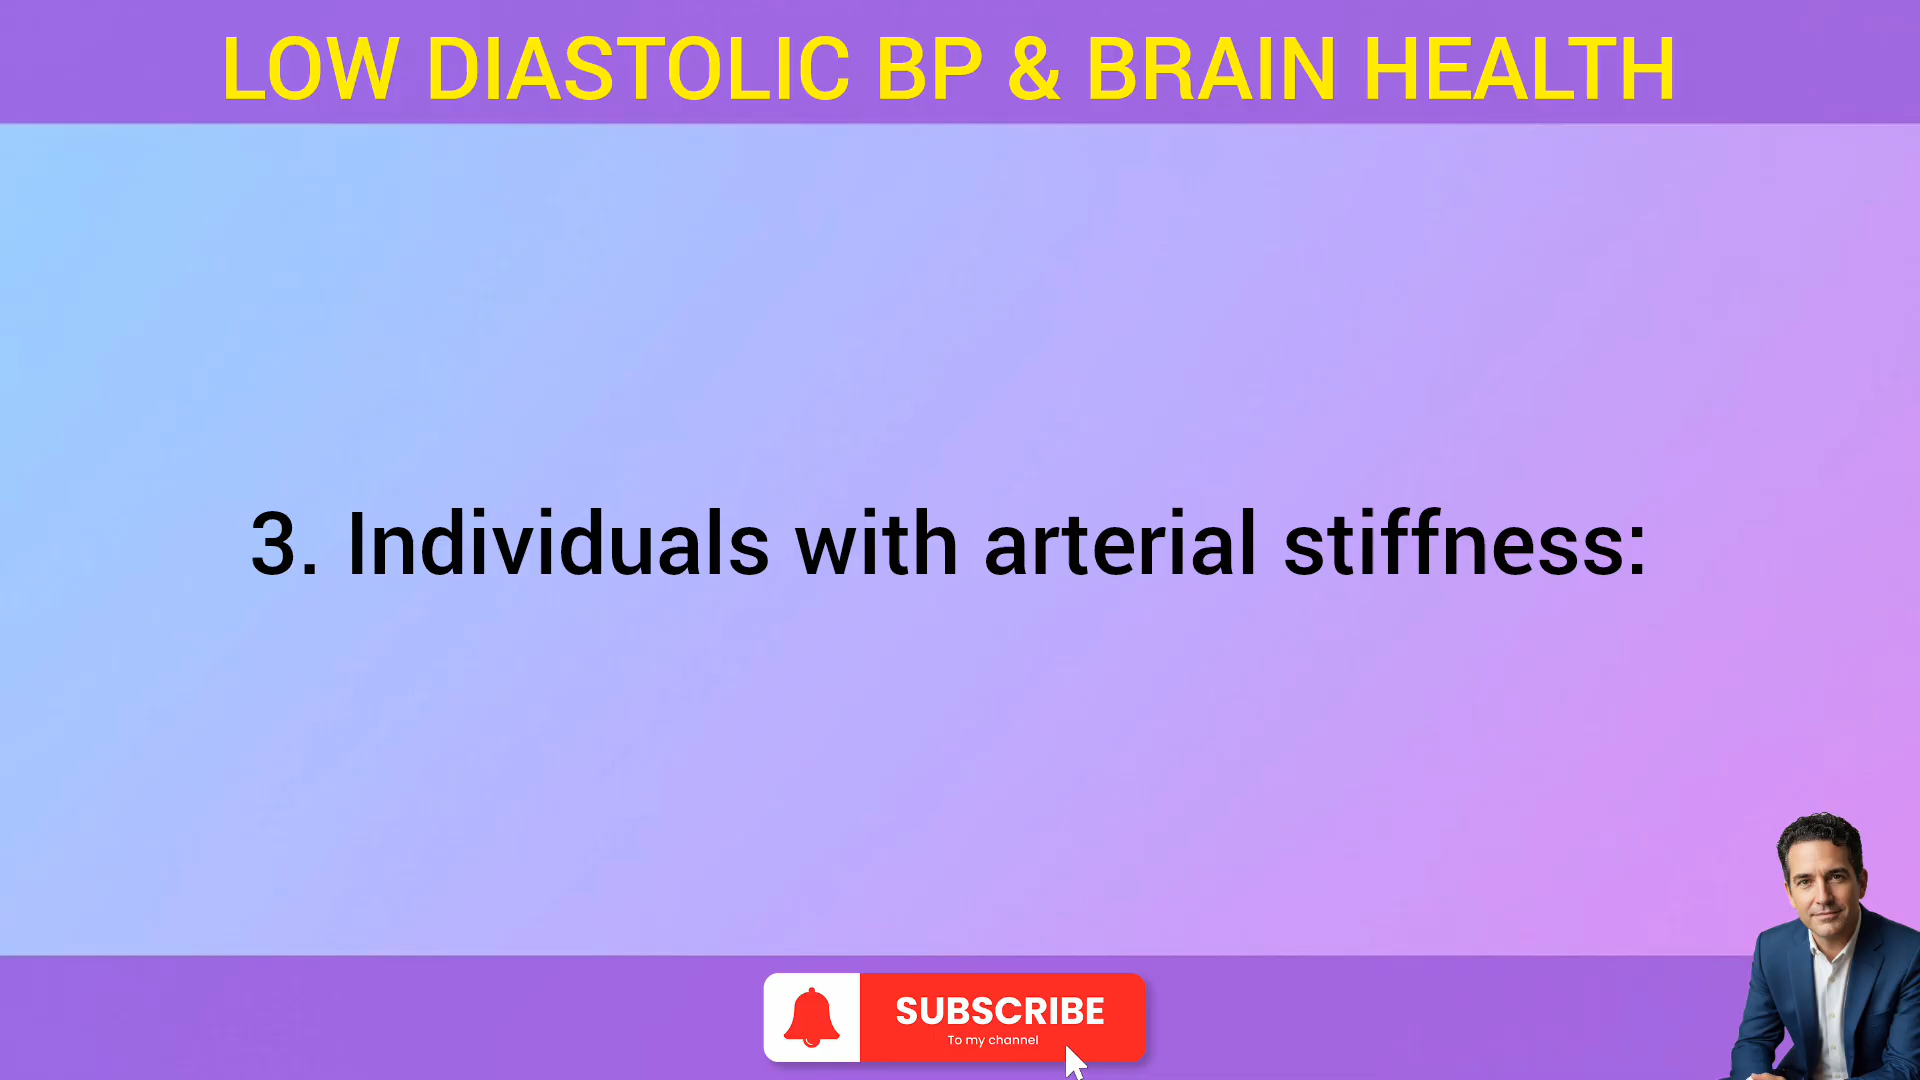 LOW DIASTOLIC BP & BRAIN HEALTH
3. Individuals with arterial stiffness:
SUBSCRIBE
To my channel